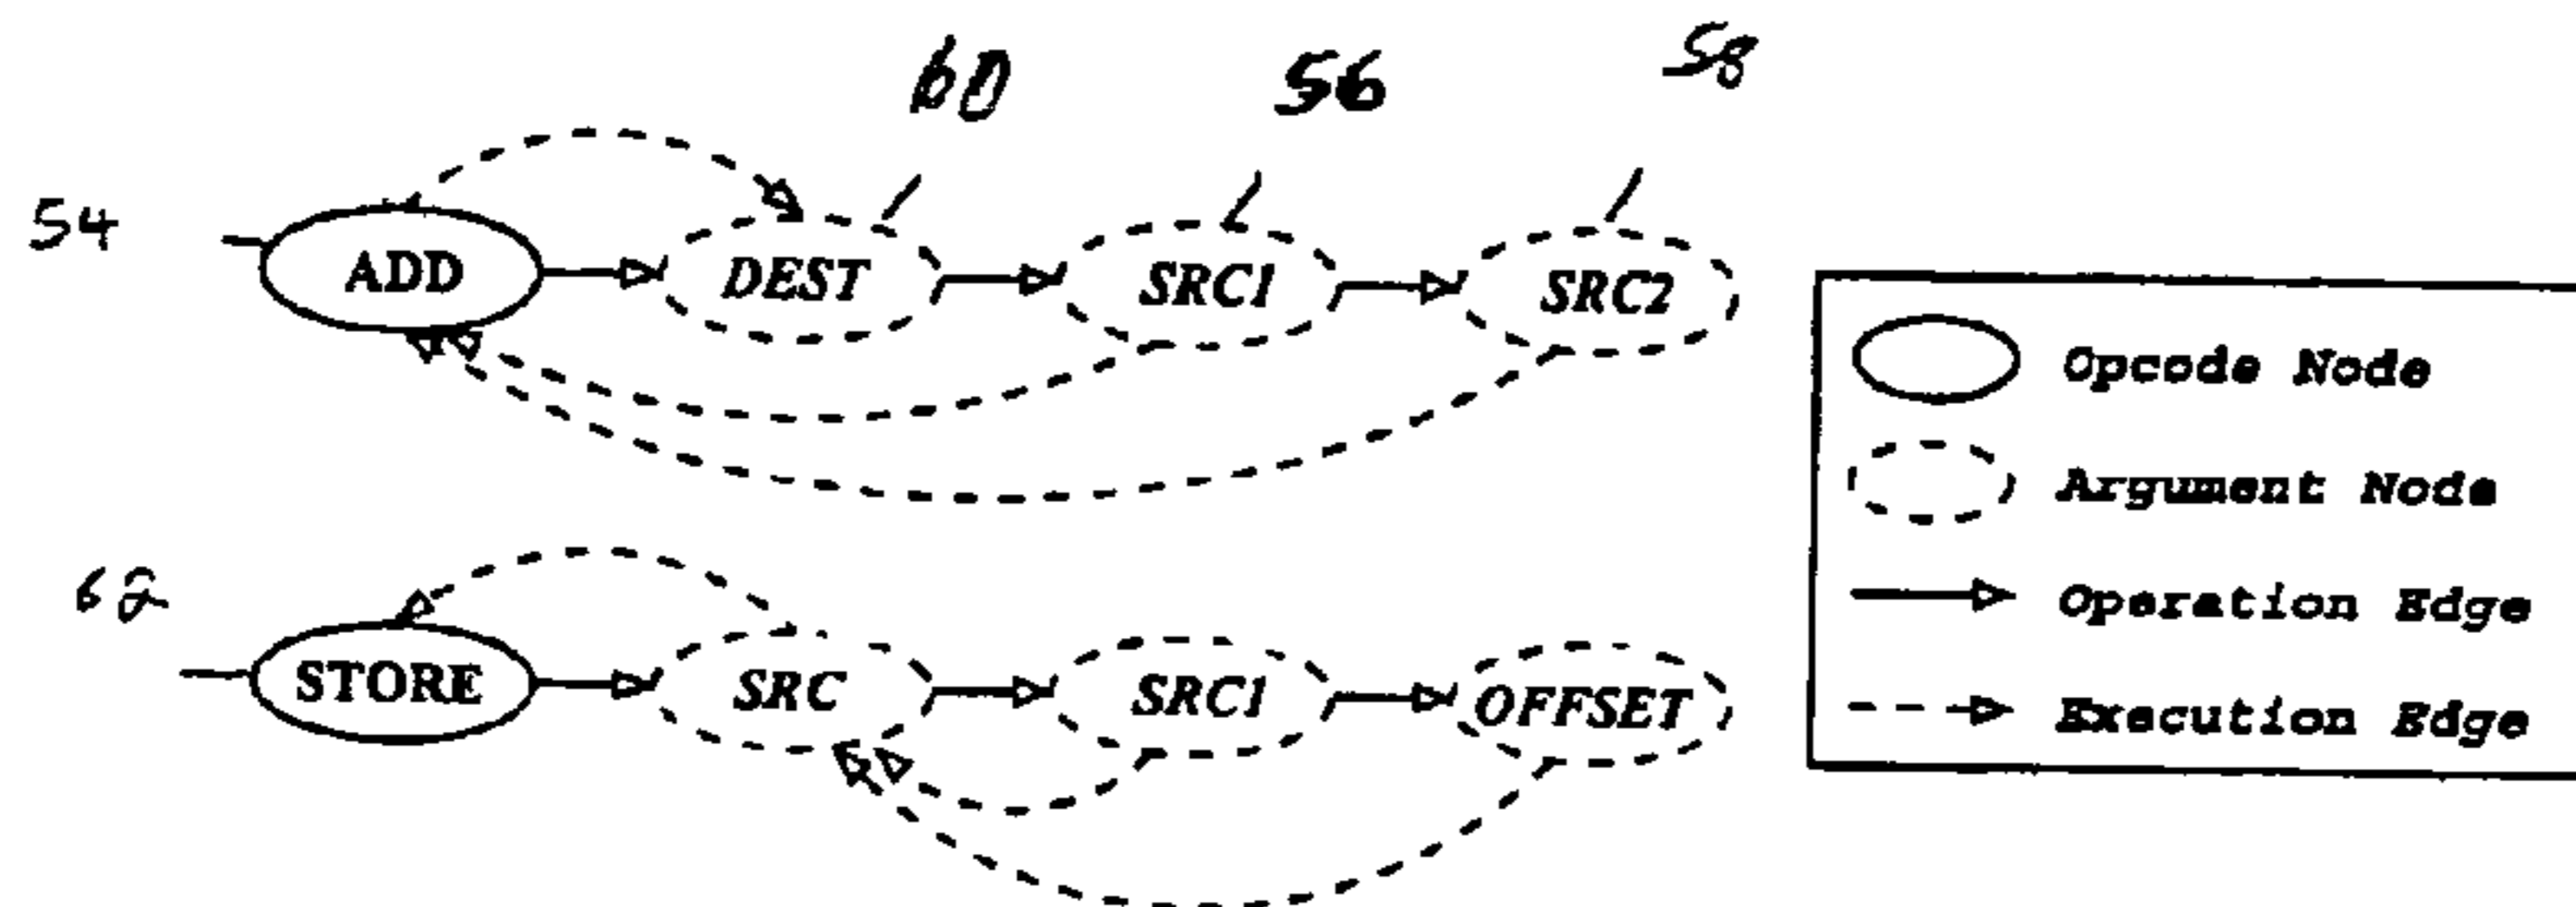 60 56 58
54 ADD DEST SRC1 SRC2
62 STORE SRC SRC1 OFFSET
Opcode Node
Argument Node
Operation Edge
Execution Edge